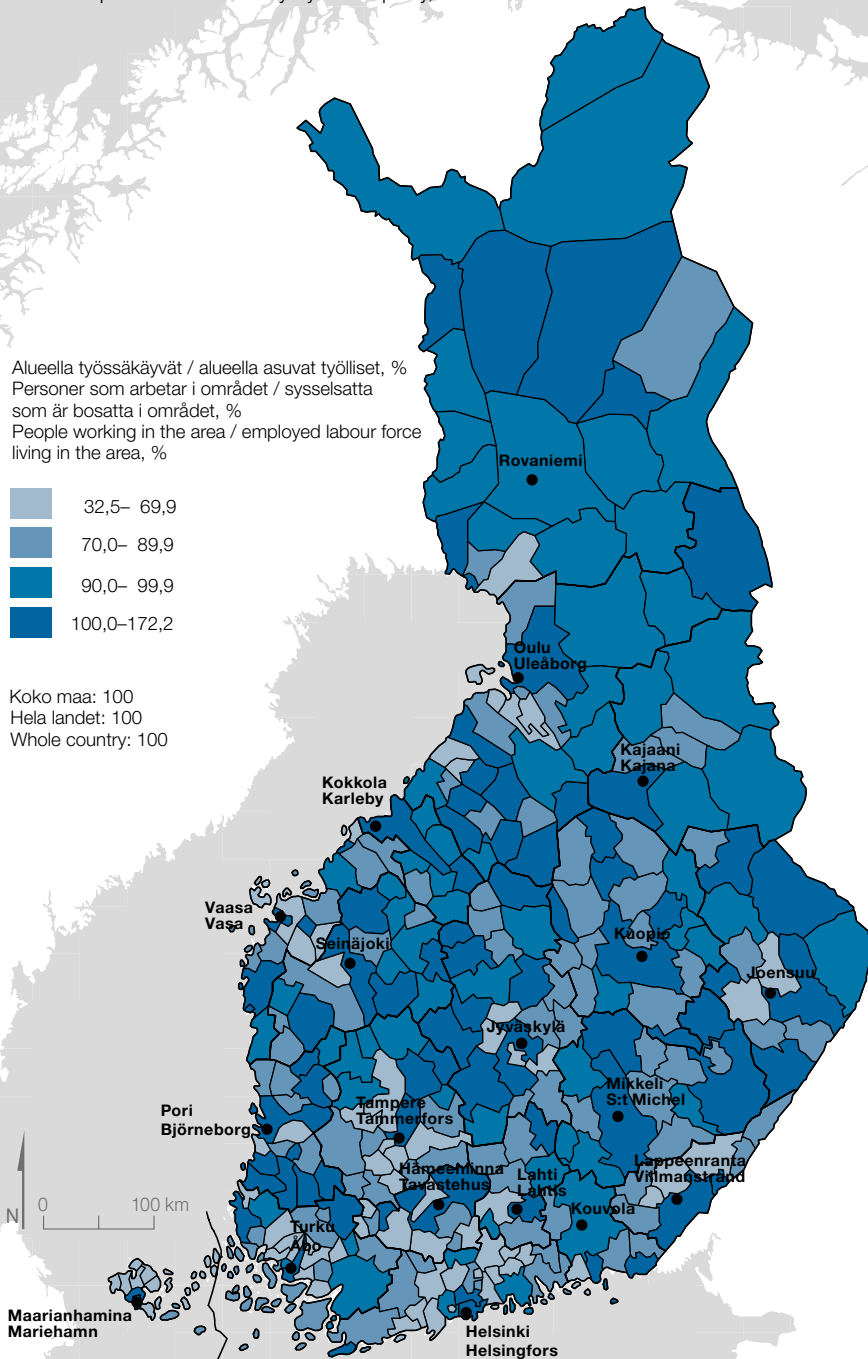 Alueella työssäkäyvät / alueella asuvat työlliset, %
Personer som arbetar i området / sysselsatta
som är bosatta i området, %
People working in the area / employed labour force
living in the area, %
32,5– 69,9
70,0– 89,9
90,0– 99,9
100,0–172,2
Koko maa: 100
Hela landet: 100
Whole country: 100
Rovaniemi
Oulu
Uleåborg
Kajaani
Kajana
Kokkola
Karleby
Vaasa
Vasa
Seinäjoki
Kuopio
Joensuu
Jyväskylä
Mikkeli
S:t Michel
Pori
Björneborg
Tampere
Tammerfors
Hämeelinna
Tavastehus
Lahti
Lahtis
Lappeenranta
Villmanstrand
Kouvola
Turku
Åbo
N
0 100 km
Maarianhamina
Mariehamn
Helsinki
Helsingfors